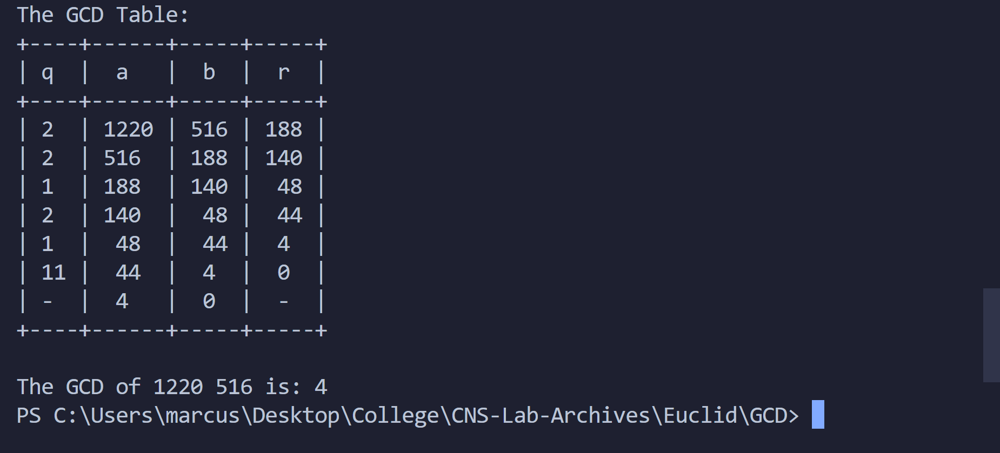 The GCD Table:
+----+------+-----+-----+
| q  |  a   |  b  |  r  |
+----+------+-----+-----+
| 2  | 1220 | 516 | 188 |
| 2  | 516  | 188 | 140 |
| 1  | 188  | 140 |  48 |
| 2  | 140  |  48 |  44 |
| 1  |  48  |  44 |  4  |
| 11 |  44  |  4  |  0  |
| -  |  4   |  0  |  -  |
+----+------+-----+-----+
The GCD of 1220 516 is: 4
PS C:\Users\marcus\Desktop\College\CNS-Lab-Archives\Euclid\GCD>